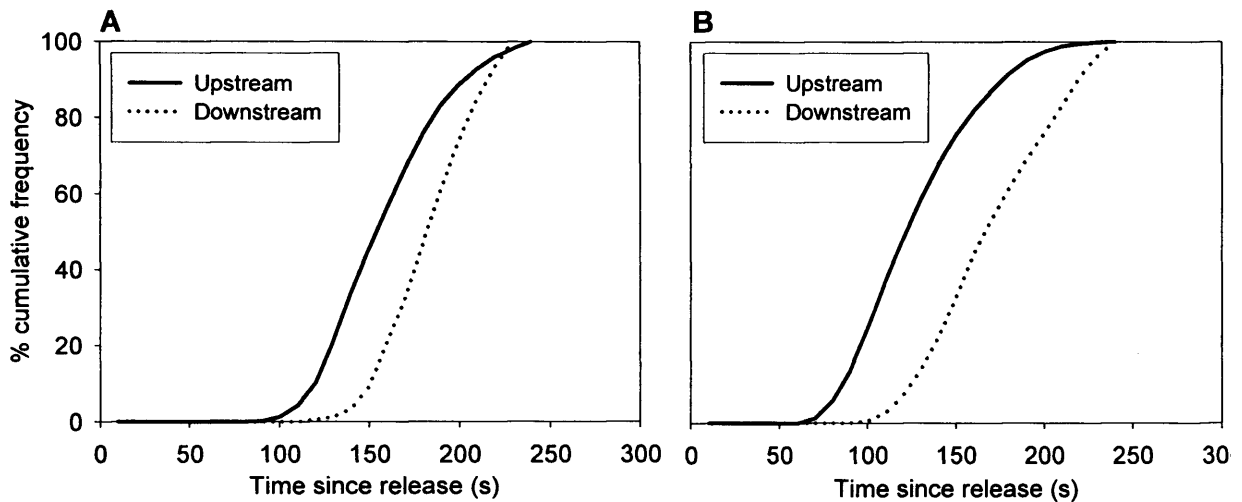 A
B
% cumulative frequency
100
80
60
40
20
0
Upstream
Downstream
Upstream
Downstream
0 50 100 150 200 250 300
0 50 100 150 200 250 30
Time since release (s)
Time since release (s)